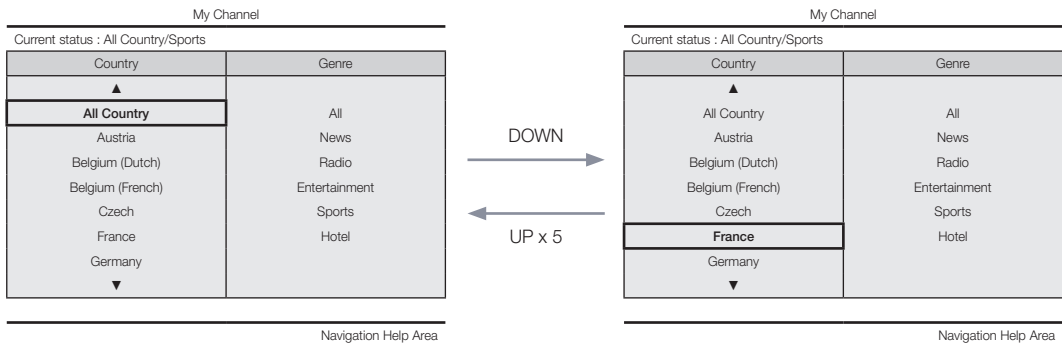 My Channel
Current status : All Country/Sports
Country Genre
▲
All Country All
Austria News
Belgium (Dutch) Radio
Belgium (French) Entertainment
Czech Sports
France Hotel
Germany
▼
Navigation Help Area
DOWN
UP x 5
My Channel
Current status : All Country/Sports
Country Genre
▲
All Country All
Austria News
Belgium (Dutch) Radio
Belgium (French) Entertainment
Czech Sports
France Hotel
Germany
▼
Navigation Help Area